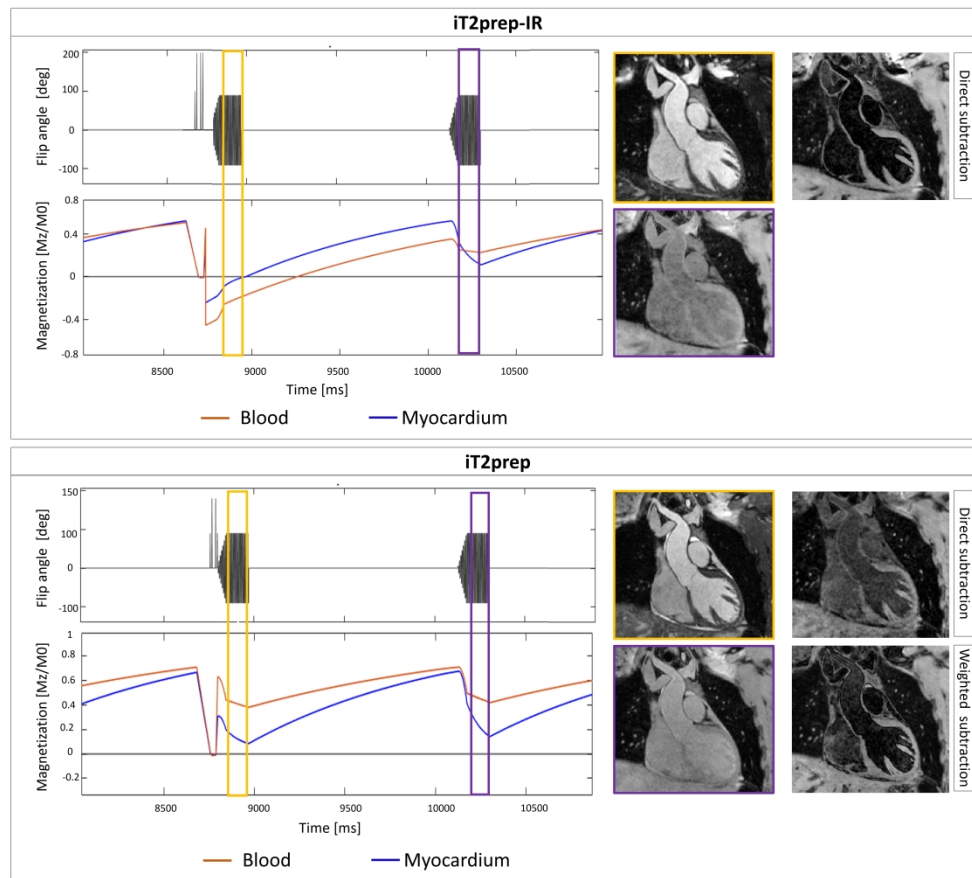 iT2prep-IR
Flip angle [deg]
200
100
0
-100
Magnetization [Mz/M0]
0.8
0.4
0
-0.4
-0.8
8500 9000 9500 10000 10500
Time [ms]
Blood Myocardium
Direct subtraction
iT2prep
Flip angle [deg]
150
100
0
-100
Magnetization [Mz/M0]
1
0.8
0.6
0.4
0.2
0
-0.2
8500 9000 9500 10000 10500
Time [ms]
Blood Myocardium
Direct subtraction
Weighted subtraction